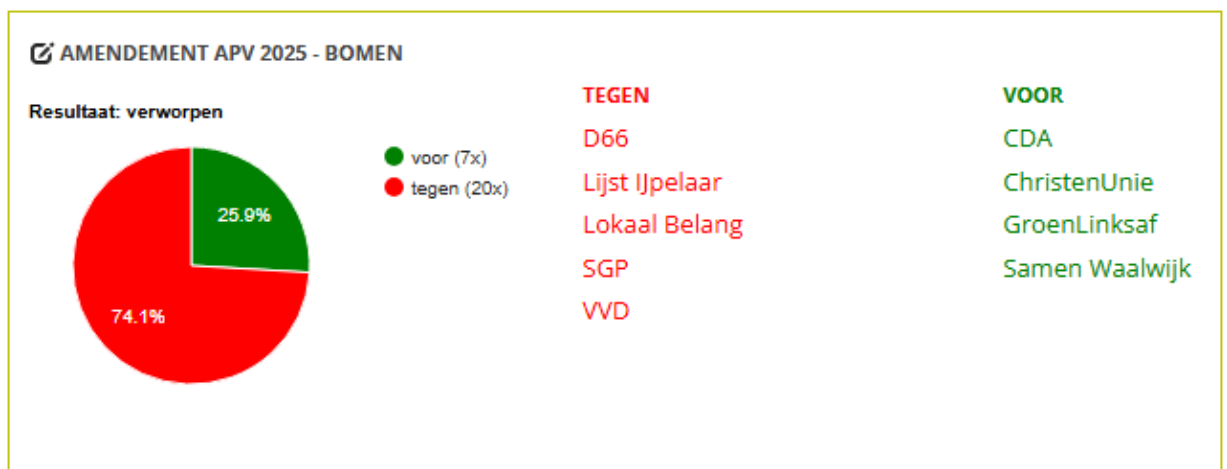 AMENDEMENT APV 2025 - BOMEN
Resultaat: verworpen
25.9%
74.1%
voor (7x)
tegen (20x)
TEGEN
D66
Lijst IJpelaar
Lokaal Belang
SGP
VVD
VOOR
CDA
ChristenUnie
GroenLinksaf
Samen Waalwijk